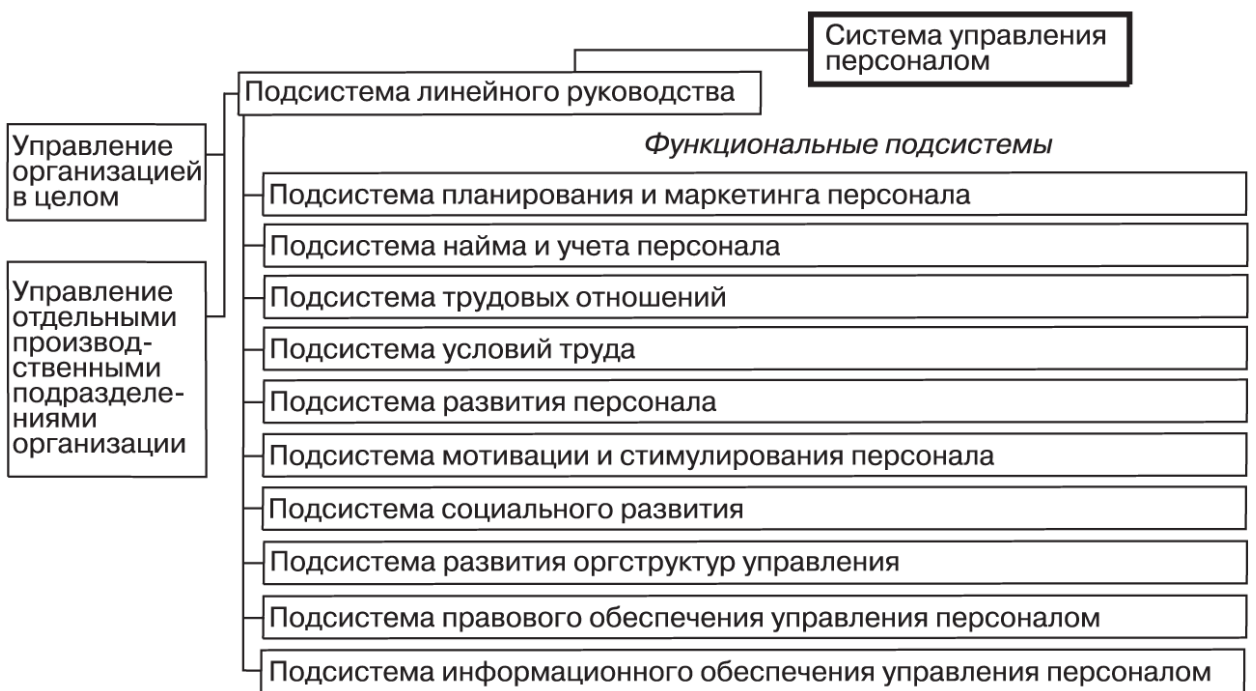 Система управления
персоналом
Подсистема линейного руководства
Управление
организацией
в целом
Управление
отдельными
производ-
ственными
подразделе-
ниями
организации
Функциональные подсистемы
Подсистема планирования и маркетинга персонала
Подсистема найма и учета персонала
Подсистема трудовых отношений
Подсистема условий труда
Подсистема развития персонала
Подсистема мотивации и стимулирования персонала
Подсистема социального развития
Подсистема развития оргструктур управления
Подсистема правового обеспечения управления персоналом
Подсистема информационного обеспечения управления персоналом